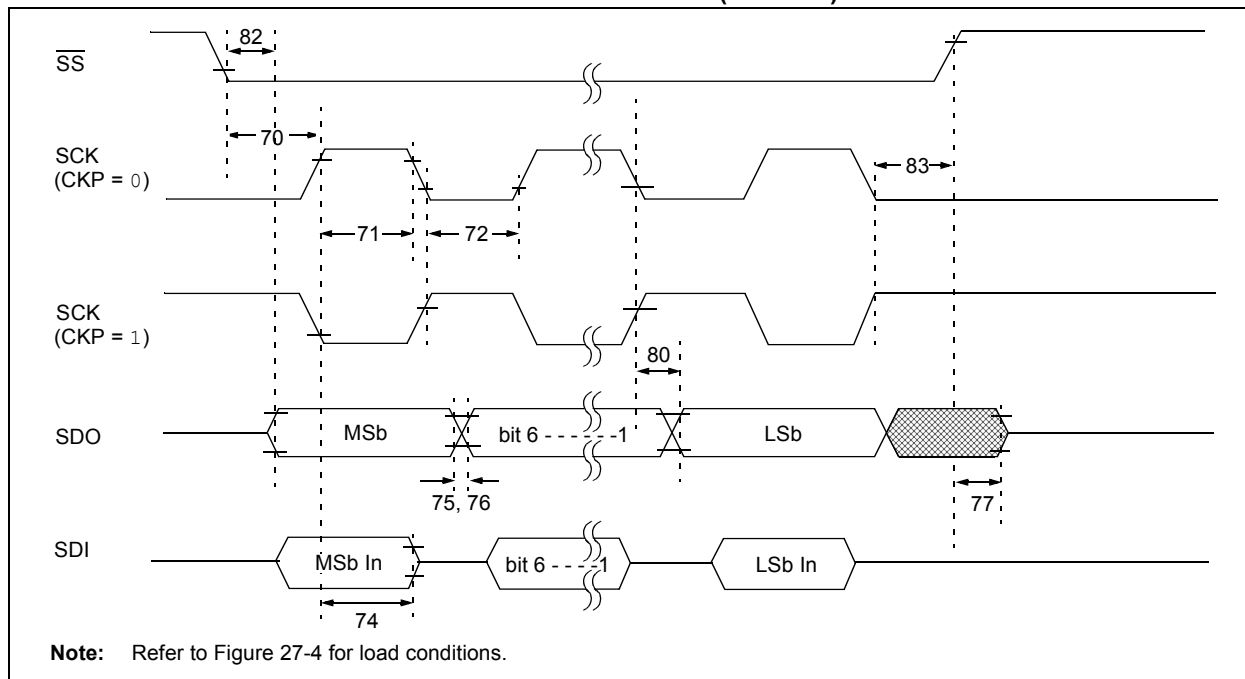 82
SS
70
SCK
(CKP = 0)
83
71
72
SCK
(CKP = 1)
80
SDO
MSb
bit 6 - - - - - -1
LSb
75, 76
77
SDI
MSb In
bit 6 - - - -1
LSb In
74
Note: Refer to Figure 27-4 for load conditions.